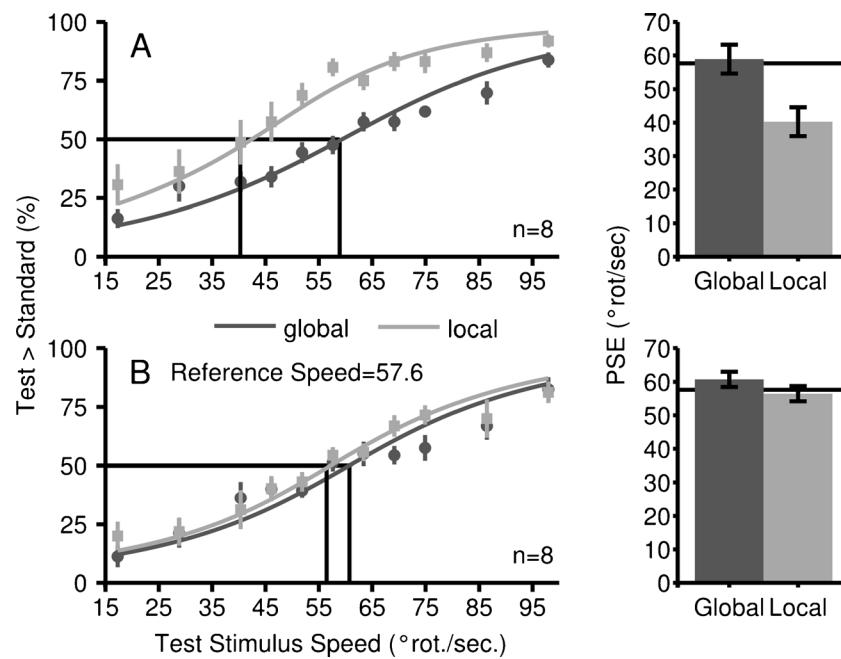 Test > Standard (%)
A
100
75
50
25
0
n=8
15 25 35 45 55 65 75 85 95
global local
B Reference Speed=57.6
100
75
50
25
0
n=8
15 25 35 45 55 65 75 85 95
Test Stimulus Speed (°rot./sec.)
PSE (°rot/sec)
70
60
50
40
30
20
10
0
Global Local
70
60
50
40
30
20
10
0
Global Local